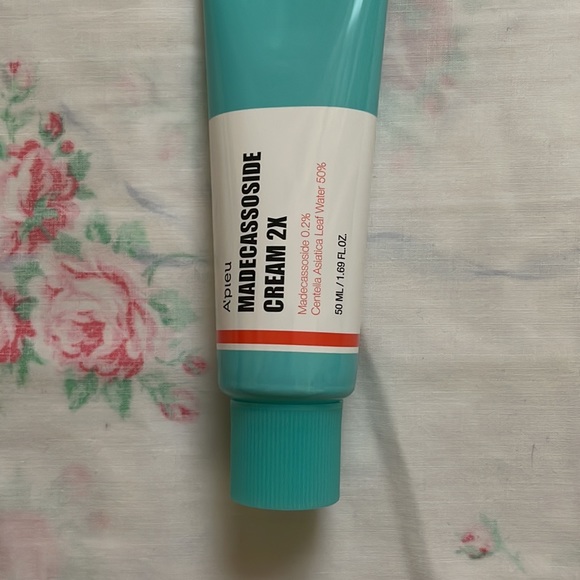 A'pieu
MADECASSOSIDE
CREAM 2X
Madecassoside 0.2%
Centella Asiatica Leaf Water 50%
50 ML / 1.69 FL.OZ.